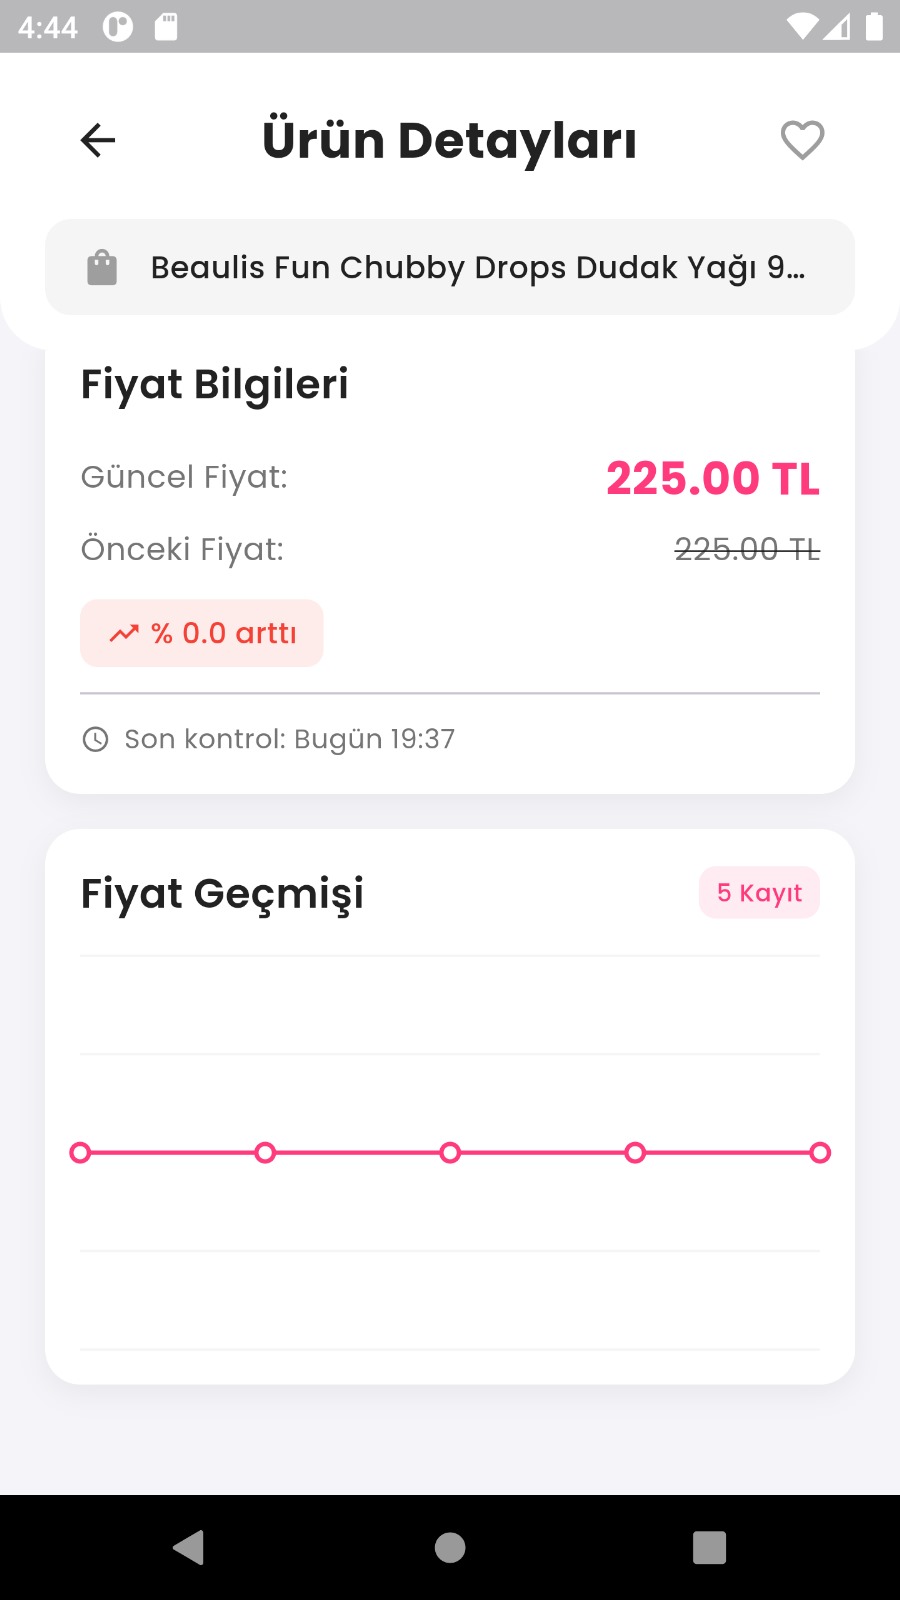 4:44
Ürün Detayları
Beaulis Fun Chubby Drops Dudak Yağı 9...
Fiyat Bilgileri
Güncel Fiyat: 225.00 TL
Önceki Fiyat: 225.00 TL
% 0.0 arttı
Son kontrol: Bugün 19:37
Fiyat Geçmişi 5 Kayıt